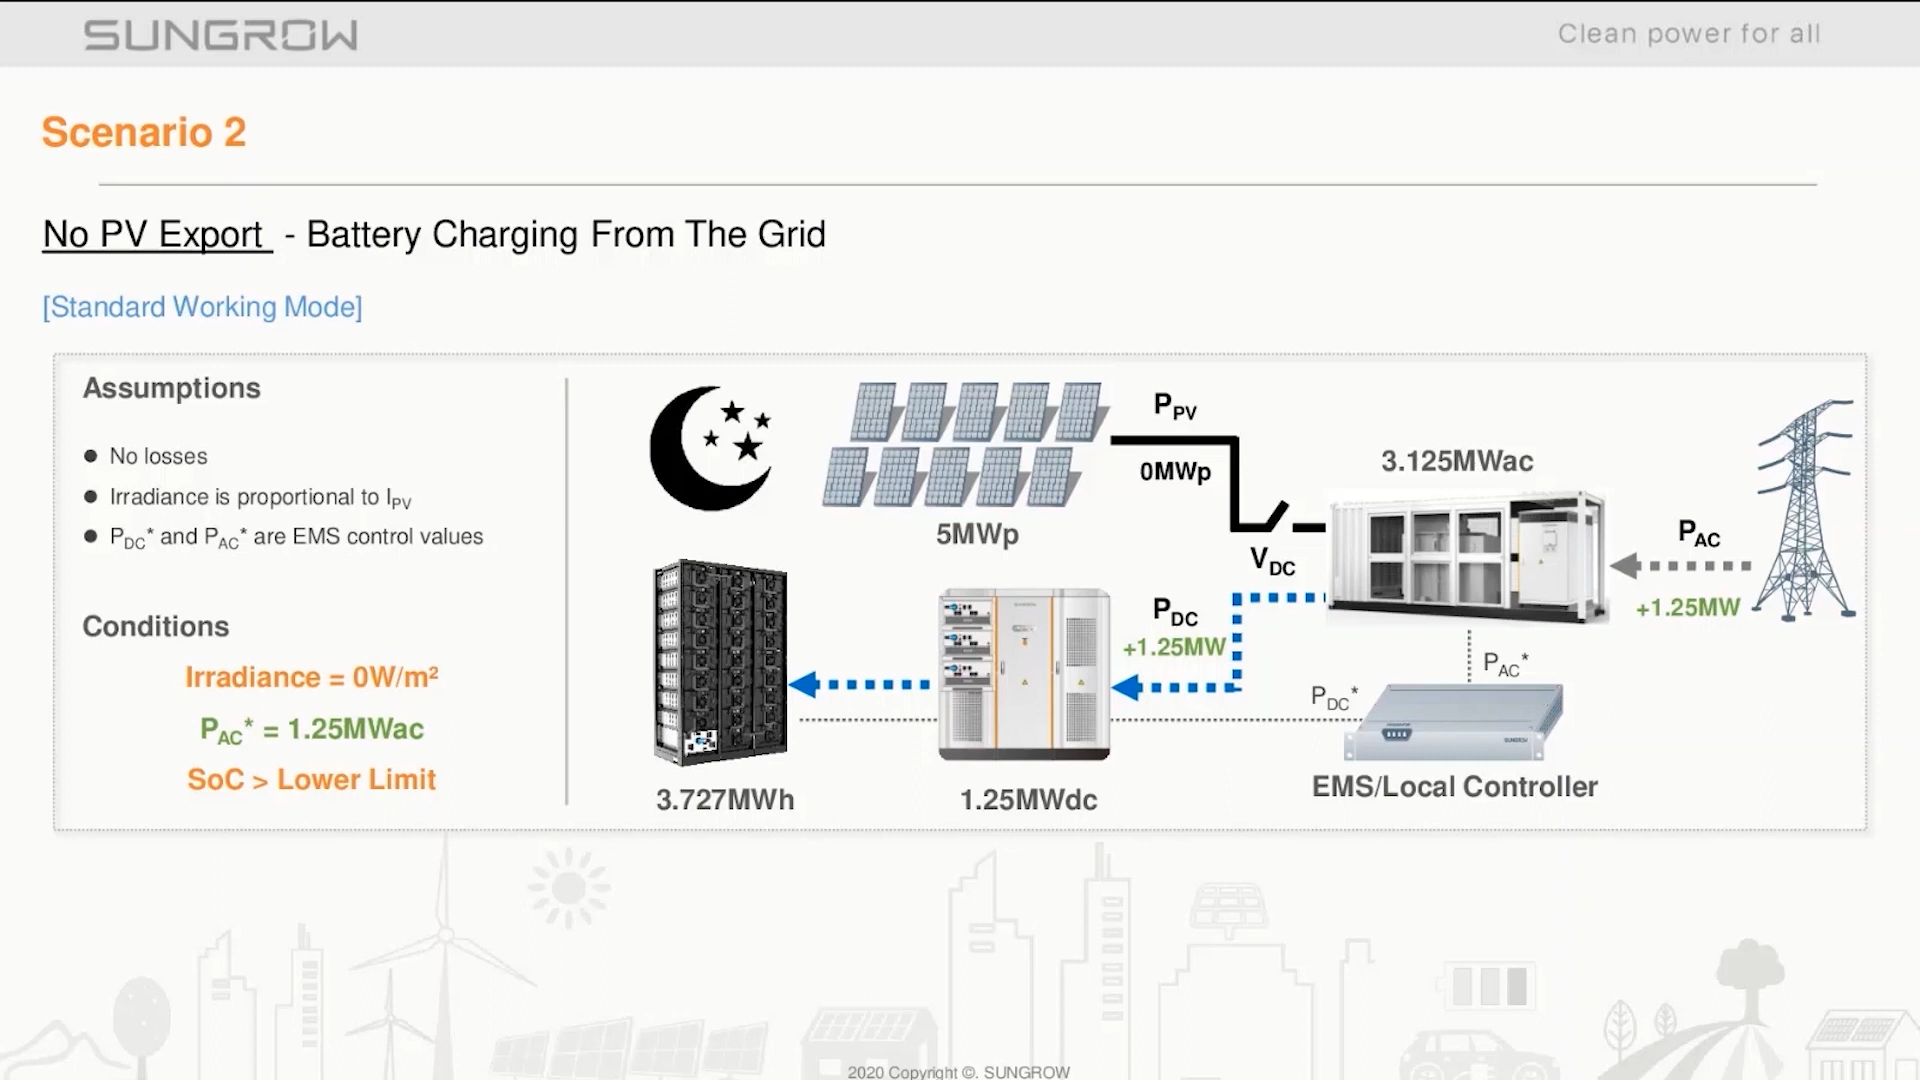 SUNGROW
Clean power for all
Scenario 2
No PV Export - Battery Charging From The Grid
[Standard Working Mode]
Assumptions
● No losses
● Irradiance is proportional to IPV
● PDC* and PAC* are EMS control values
Conditions
Irradiance = 0W/m²
PAC* = 1.25MWac
SoC > Lower Limit
PPV
0MWp
5MWp
VDC
3.125MWac
PAC
+1.25MW
PDC
+1.25MW
PAC*
PDC*
3.727MWh
1.25MWdc
EMS/Local Controller
2020 Copyright ©. SUNGROW